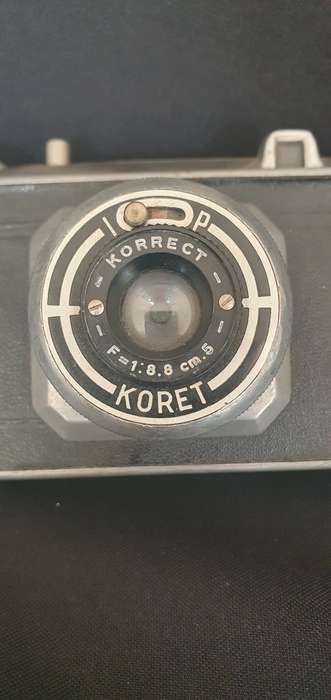 I P
KORRECT
F=1:8.8 cm.5
KORET